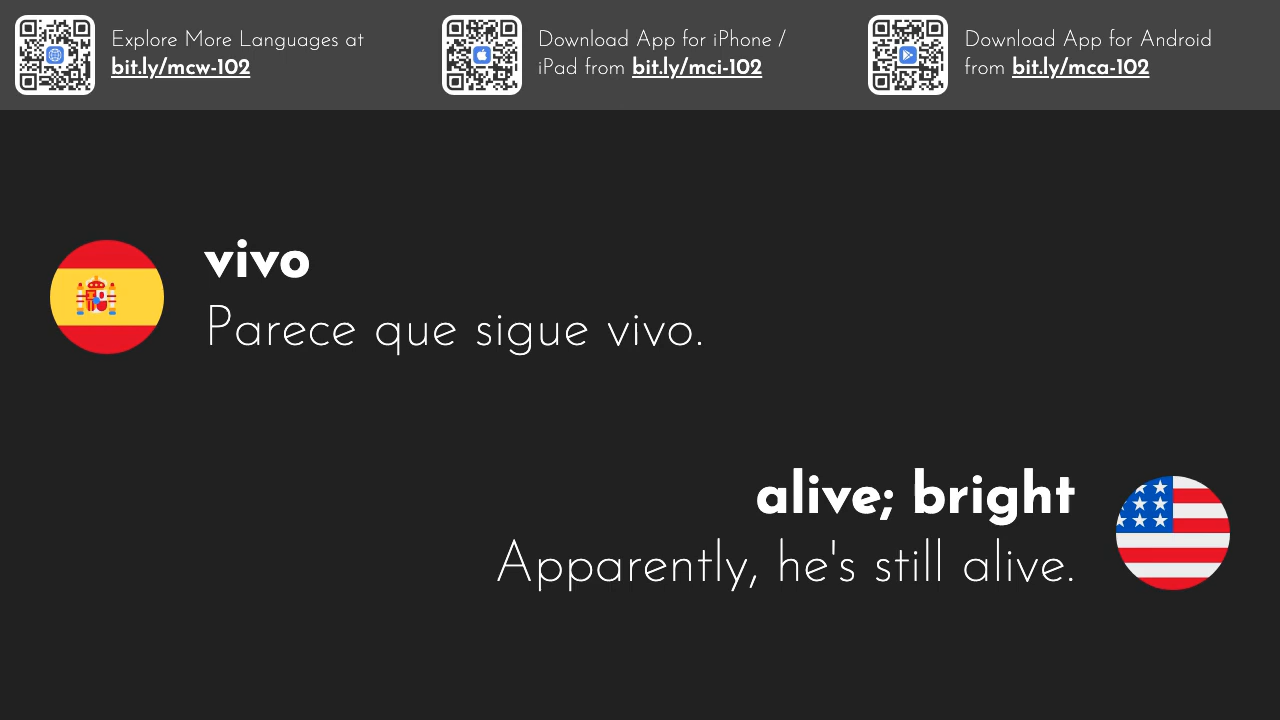 Explore More Languages at
bit.ly/mcw-102
Download App for iPhone /
iPad from bit.ly/mci-102
Download App for Android
from bit.ly/mca-102
vivo
Parece que sigue vivo.
alive; bright
Apparently, he's still alive.